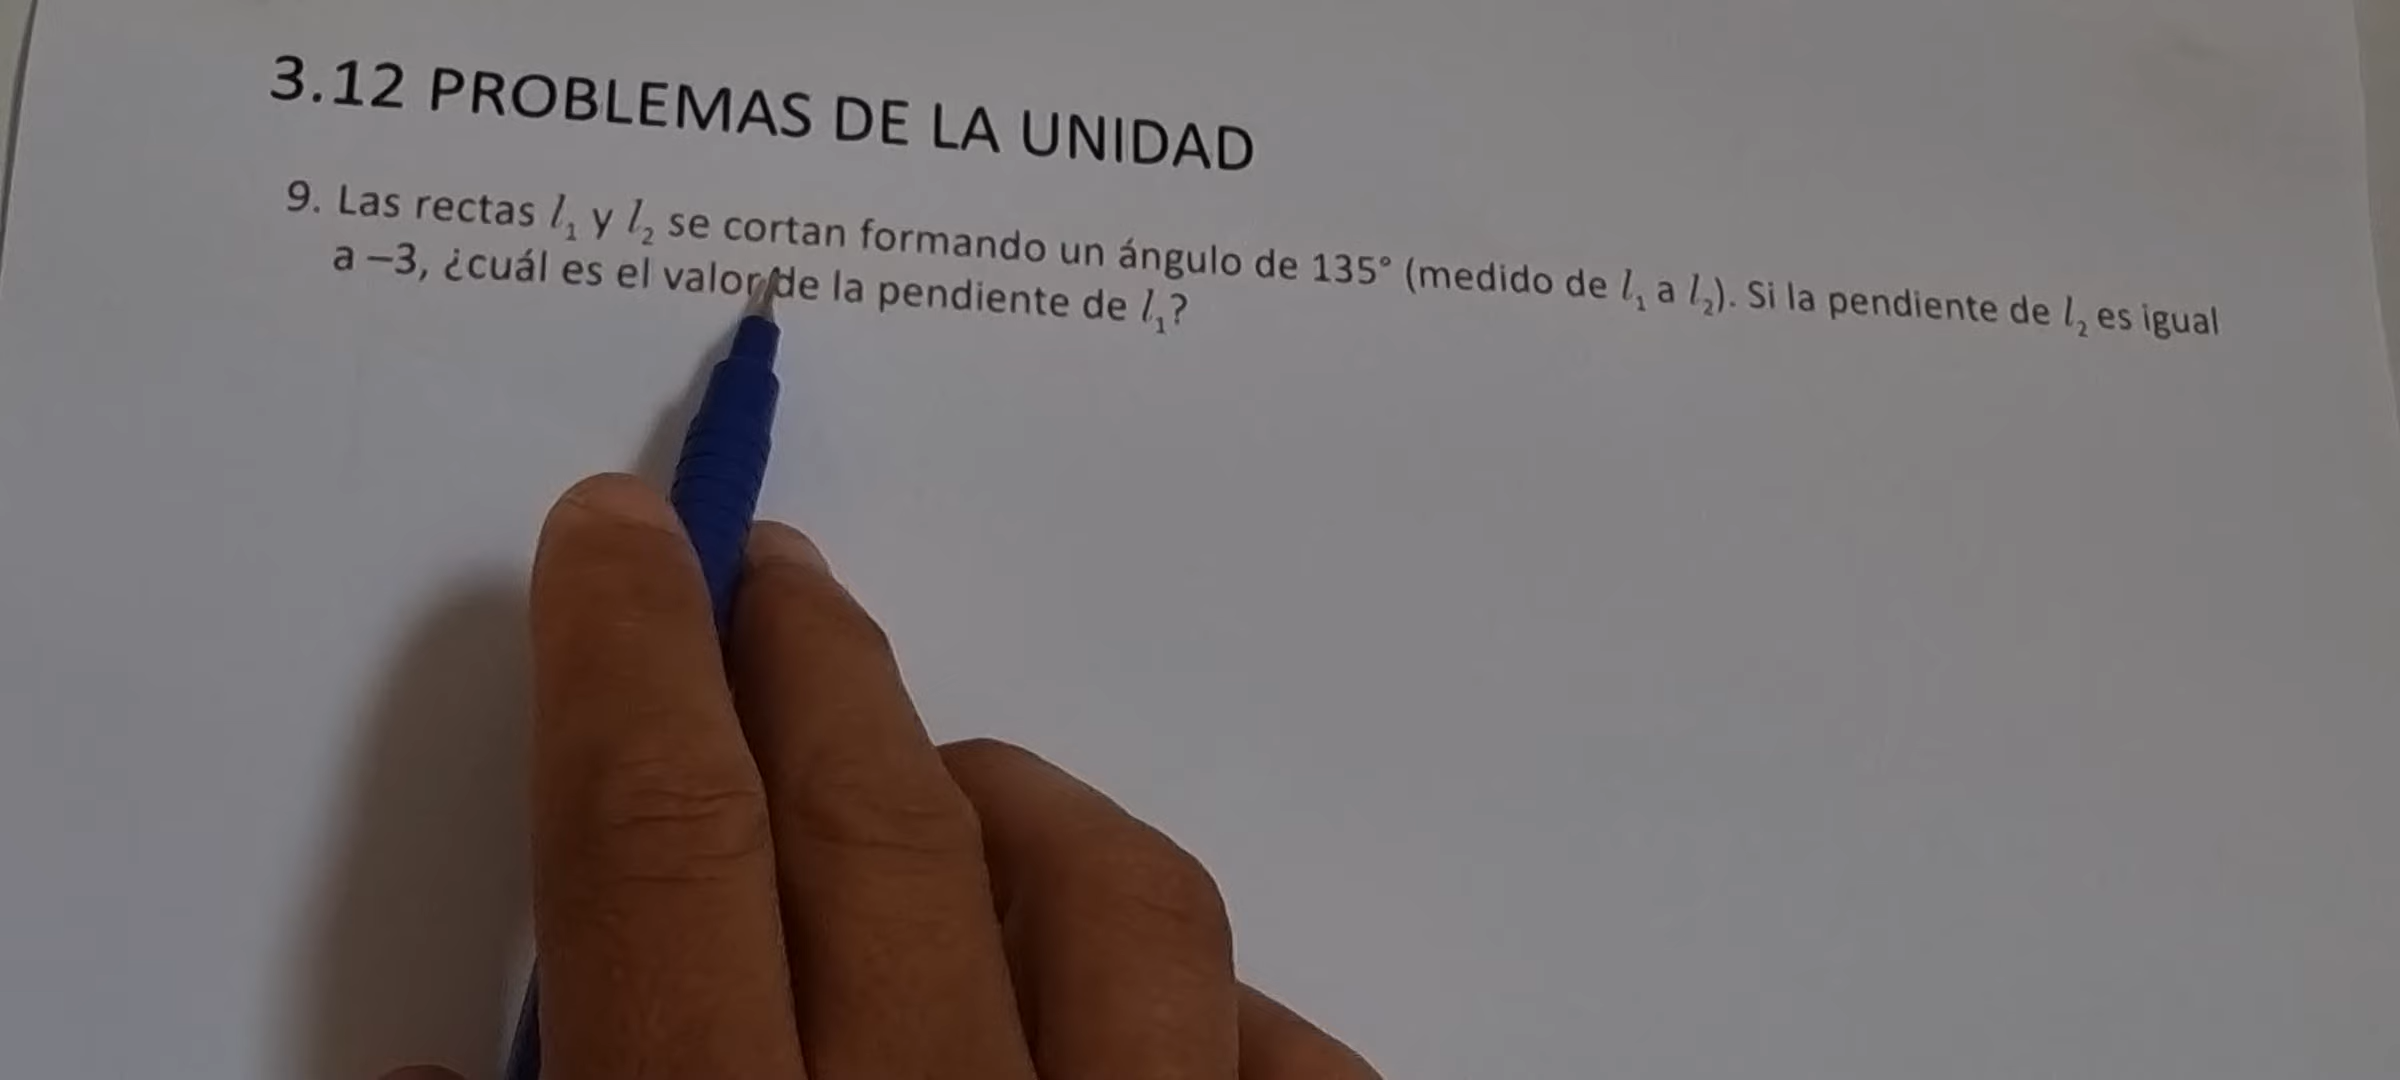 3.12 PROBLEMAS DE LA UNIDAD
9. Las rectas l₁ y l₂ se cortan formando un ángulo de 135° (medido de l₁ a l₂). Si la pendiente de l₂ es igual
a −3, ¿cuál es el valor de la pendiente de l₁?